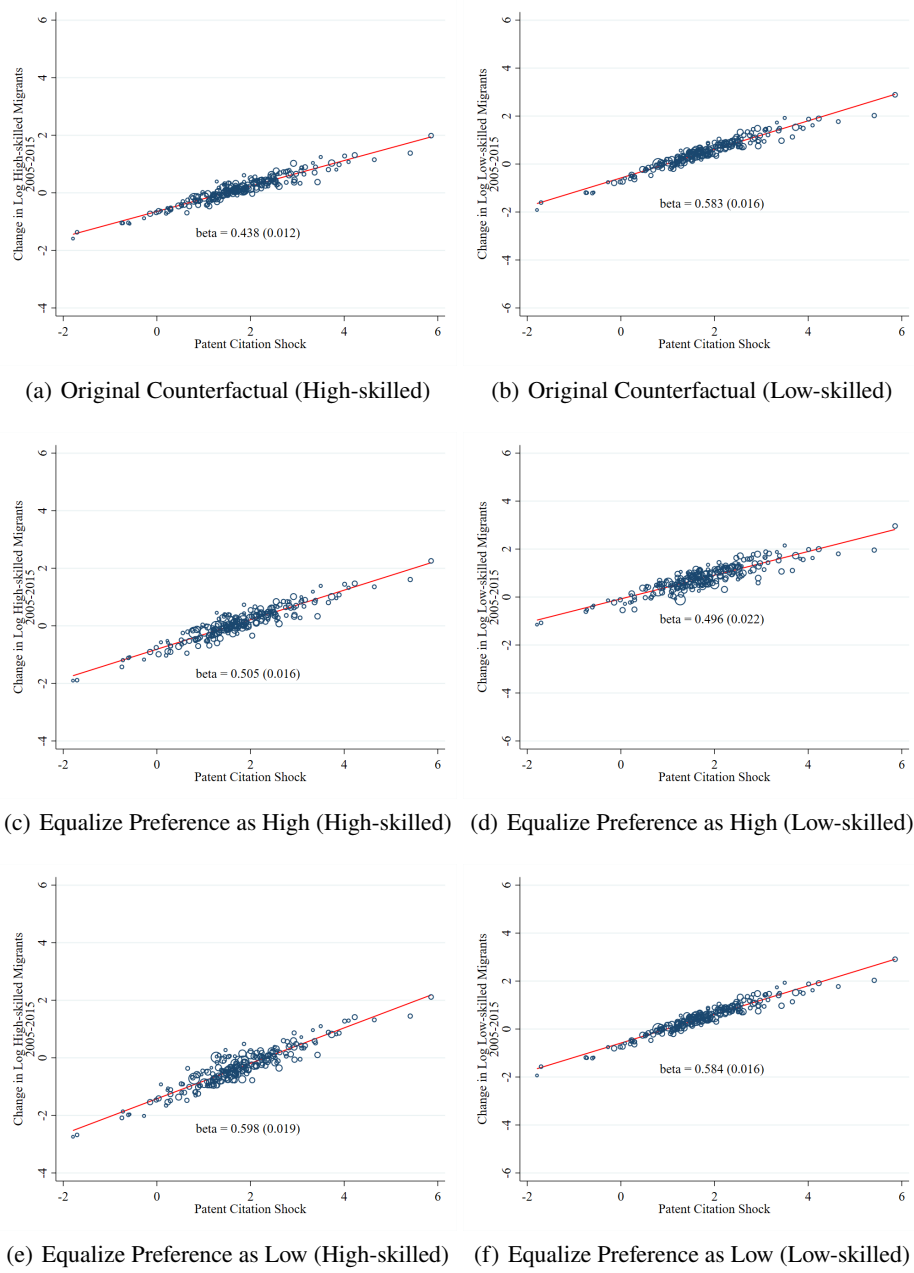 6
4
2
0
-2
-4
Change in Log High-skilled Migrants
2005-2015
beta = 0.438 (0.012)
-2 0 2 4 6
Patent Citation Shock
(a) Original Counterfactual (High-skilled)
6
4
2
0
-2
-4
-6
Change in Log Low-skilled Migrants
2005-2015
beta = 0.583 (0.016)
-2 0 2 4 6
Patent Citation Shock
(b) Original Counterfactual (Low-skilled)
6
4
2
0
-2
-4
Change in Log High-skilled Migrants
2005-2015
beta = 0.505 (0.016)
-2 0 2 4 6
Patent Citation Shock
(c) Equalize Preference as High (High-skilled)
6
4
2
0
-2
-4
-6
Change in Log Low-skilled Migrants
2005-2015
beta = 0.496 (0.022)
-2 0 2 4 6
Patent Citation Shock
(d) Equalize Preference as High (Low-skilled)
6
4
2
0
-2
-4
Change in Log High-skilled Migrants
2005-2015
beta = 0.598 (0.019)
-2 0 2 4 6
Patent Citation Shock
(e) Equalize Preference as Low (High-skilled)
6
4
2
0
-2
-4
-6
Change in Log Low-skilled Migrants
2005-2015
beta = 0.584 (0.016)
-2 0 2 4 6
Patent Citation Shock
(f) Equalize Preference as Low (Low-skilled)